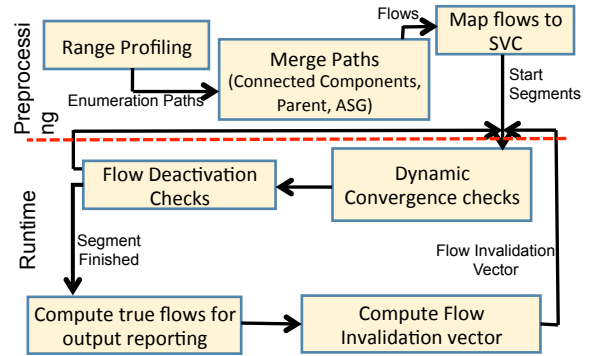 Preprocessi
ng
Range Profiling
Enumeration Paths
Merge Paths
(Connected Components,
Parent, ASG)
Flows
Map flows to
SVC
Start
Segments
Runtime
Flow Deactivation
Checks
Dynamic
Convergence checks
Segment
Finished
Flow Invalidation
Vector
Compute true flows for
output reporting
Compute Flow
Invalidation vector